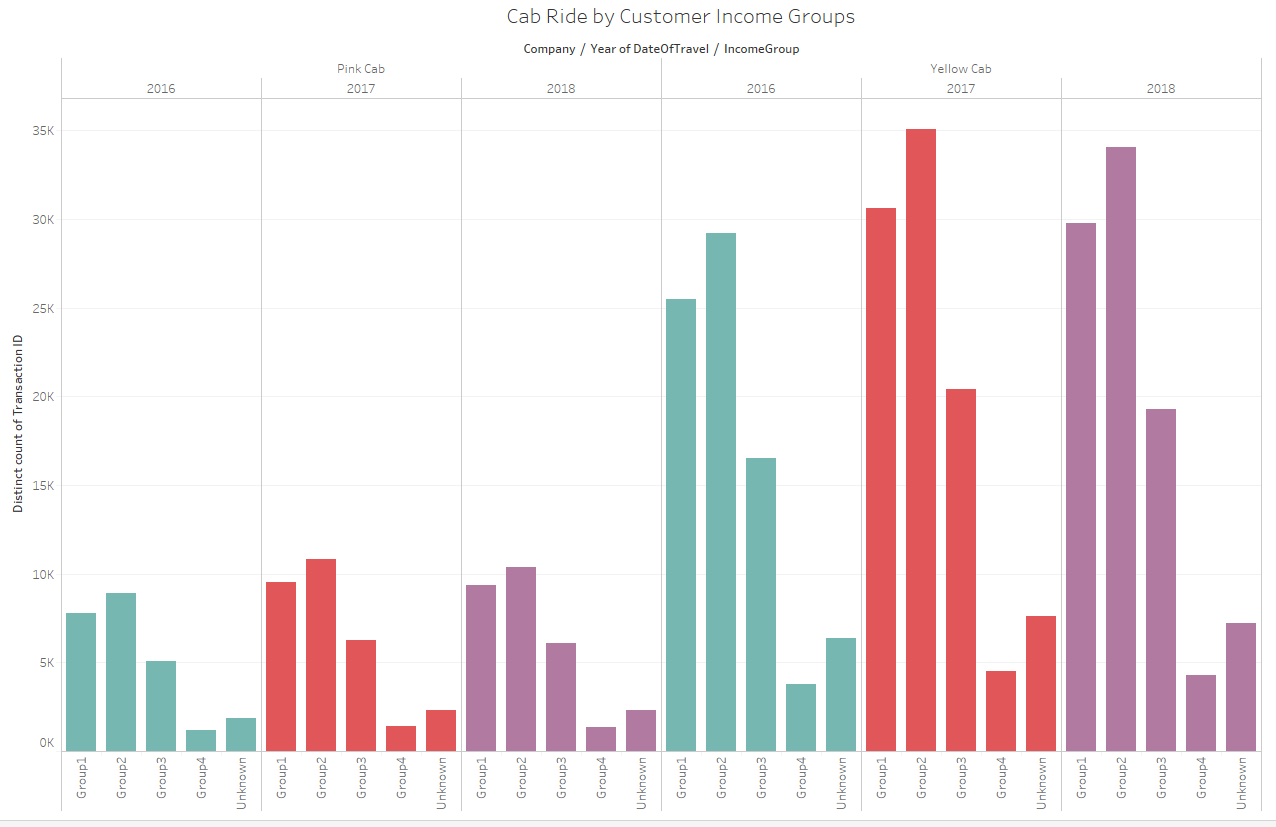 Cab Ride by Customer Income Groups
Company / Year of DateOfTravel / IncomeGroup
Pink Cab Yellow Cab
2016 2017 2018 2016 2017 2018
35K
30K
25K
20K
15K
10K
5K
0K
Distinct count of Transaction ID
Group1 Group2 Group3 Group4 Unknown Group1 Group2 Group3 Group4 Unknown Group1 Group2 Group3 Group4 Unknown Group1 Group2 Group3 Group4 Unknown Group1 Group2 Group3 Group4 Unknown Group1 Group2 Group3 Group4 Unknown